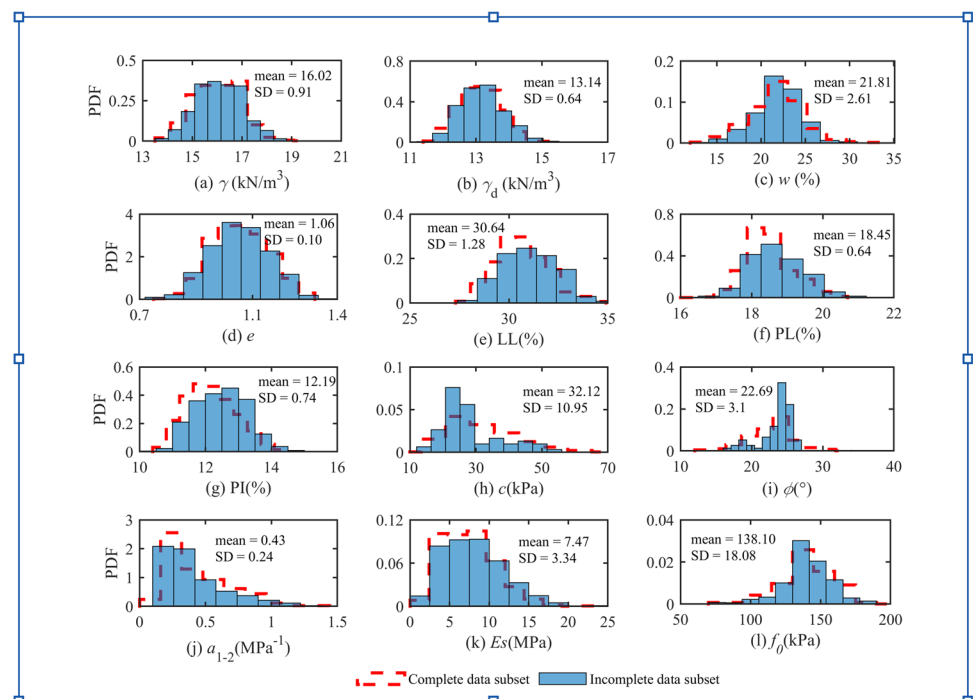 0.5
0.25
0
PDF
mean = 16.02
SD = 0.91
13 15 17 19 21
(a) γ (kN/m³)
1.0
0.5
0
mean = 13.14
SD = 0.64
11 13 15 17
(b) γd (kN/m³)
0.2
0.1
0
mean = 21.81
SD = 2.61
15 20 25 30 35
(c) w (%)
4
2
0
PDF
mean = 1.06
SD = 0.10
0.7 1.1 1.4
(d) e
0.4
0.2
0
mean = 30.64
SD = 1.28
25 30 35
(e) LL(%)
0.8
0.4
0
mean = 18.45
SD = 0.64
16 18 20 22
(f) PL(%)
0.6
0.4
0.2
0
PDF
mean = 12.19
SD = 0.74
10 12 14 16
(g) PI(%)
0.1
0.05
0
mean = 32.12
SD = 10.95
10 30 50 70
(h) c(kPa)
0.4
0.2
0
mean = 22.69
SD = 3.1
10 20 30 40
(i) ϕ(°)
3
2
1
0
PDF
mean = 0.43
SD = 0.24
0 0.5 1 1.5
(j) a1-2(MPa⁻¹)
0.12
0.06
0
mean = 7.47
SD = 3.34
0 5 10 15 20 25
(k) Es(MPa)
0.04
0.02
0
mean = 138.10
SD = 18.08
50 100 150 200
(l) f0(kPa)
Complete data subset Incomplete data subset